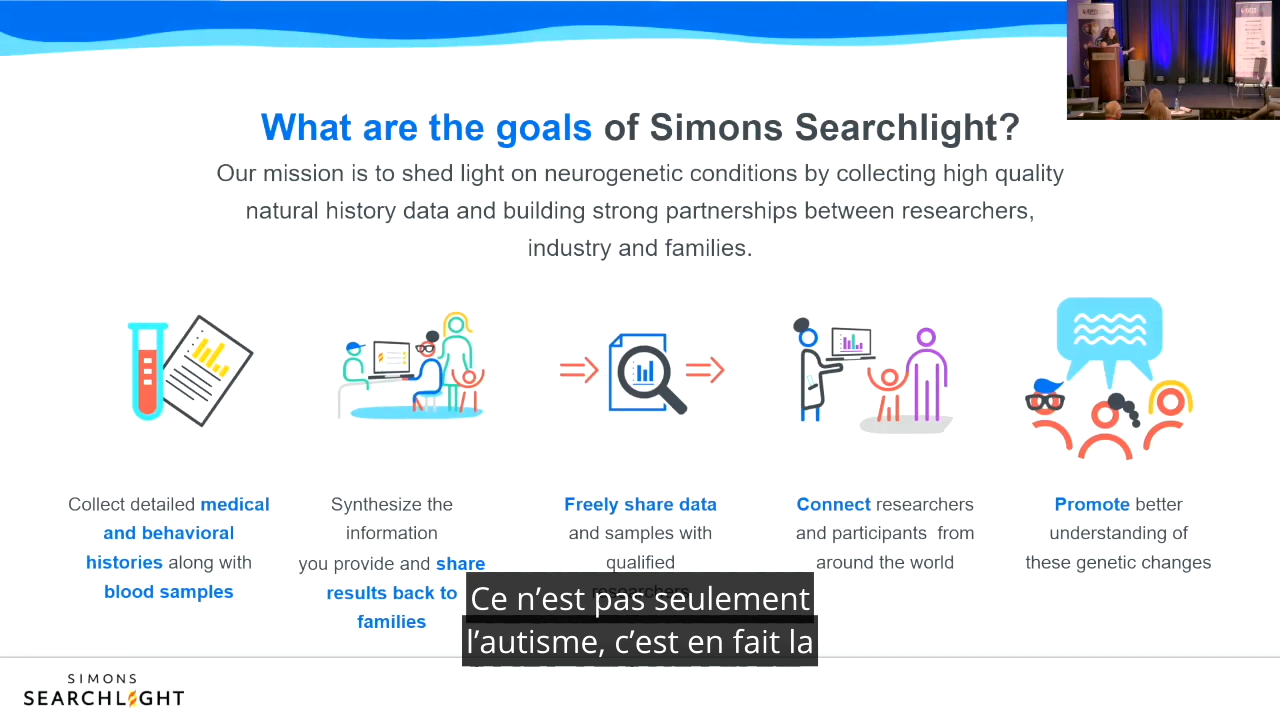 What are the goals of Simons Searchlight?
Our mission is to shed light on neurogenetic conditions by collecting high quality
natural history data and building strong partnerships between researchers,
industry and families.
Collect detailed medical
and behavioral
histories along with
blood samples
Synthesize the
information
you provide and share
results back to
families
Freely share data
and samples with
qualified
researchers
Connect researchers
and participants from
around the world
Promote better
understanding of
these genetic changes
Ce n’est pas seulement
l’autisme, c’est en fait la
SIMONS
SEARCHLIGHT